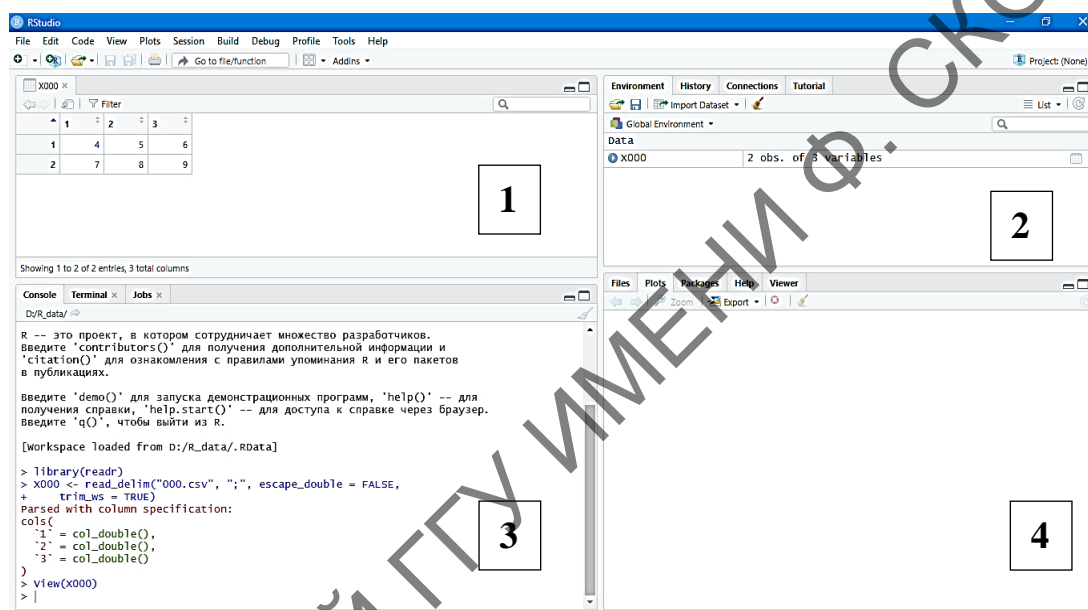 RStudio
File Edit Code View Plots Session Build Debug Profile Tools Help
Go to file/function Addins Project: (None)
X000
Filter
1 2 3
1 4 5 6
2 7 8 9
1
Showing 1 to 2 of 2 entries, 3 total columns
Environment History Connections Tutorial
Import Dataset List
Global Environment
Data
X000 2 obs. of 3 variables
2
Console Terminal Jobs
D:/R_data/
R -- это проект, в котором сотрудничает множество разработчиков.
Введите 'contributors()' для получения дополнительной информации и
'citation()' для ознакомления с правилами упоминания R и его пакетов
в публикациях.
Введите 'demo()' для запуска демонстрационных программ, 'help()' -- для
получения справки, 'help.start()' -- для доступа к справке через браузер.
Введите 'q()', чтобы выйти из R.
[Workspace loaded from D:/R_data/.RData]
> library(readr)
> X000 <- read_delim("000.csv", ";", escape_double = FALSE,
+ trim_ws = TRUE)
Parsed with column specification:
cols(
`1` = col_double(),
`2` = col_double(),
`3` = col_double()
)
> View(X000)
>
3
Files Plots Packages Help Viewer
Zoom Export
4
ГГУ ИМЕНИ Ф.